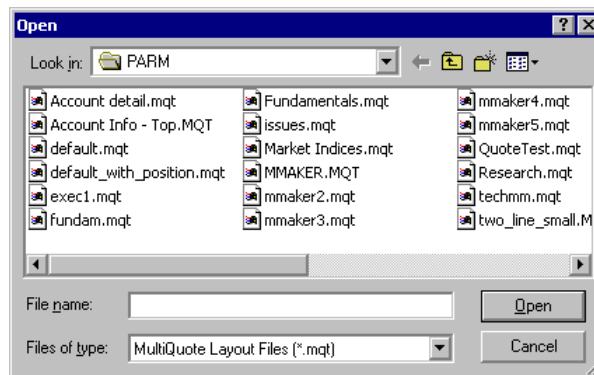 Open
Look in: PARM
Account detail.mqt
Account Info - Top.MQT
default.mqt
default_with_position.mqt
exec1.mqt
fundam.mqt
Fundamentals.mqt
issues.mqt
Market Indices.mqt
MMAKER.MQT
mmaker2.mqt
mmaker3.mqt
mmaker4.mqt
mmaker5.mqt
QuoteTest.mqt
Research.mqt
techmm.mqt
two_line_small.M
File name: Open
Files of type: MultiQuote Layout Files (*.mqt) Cancel